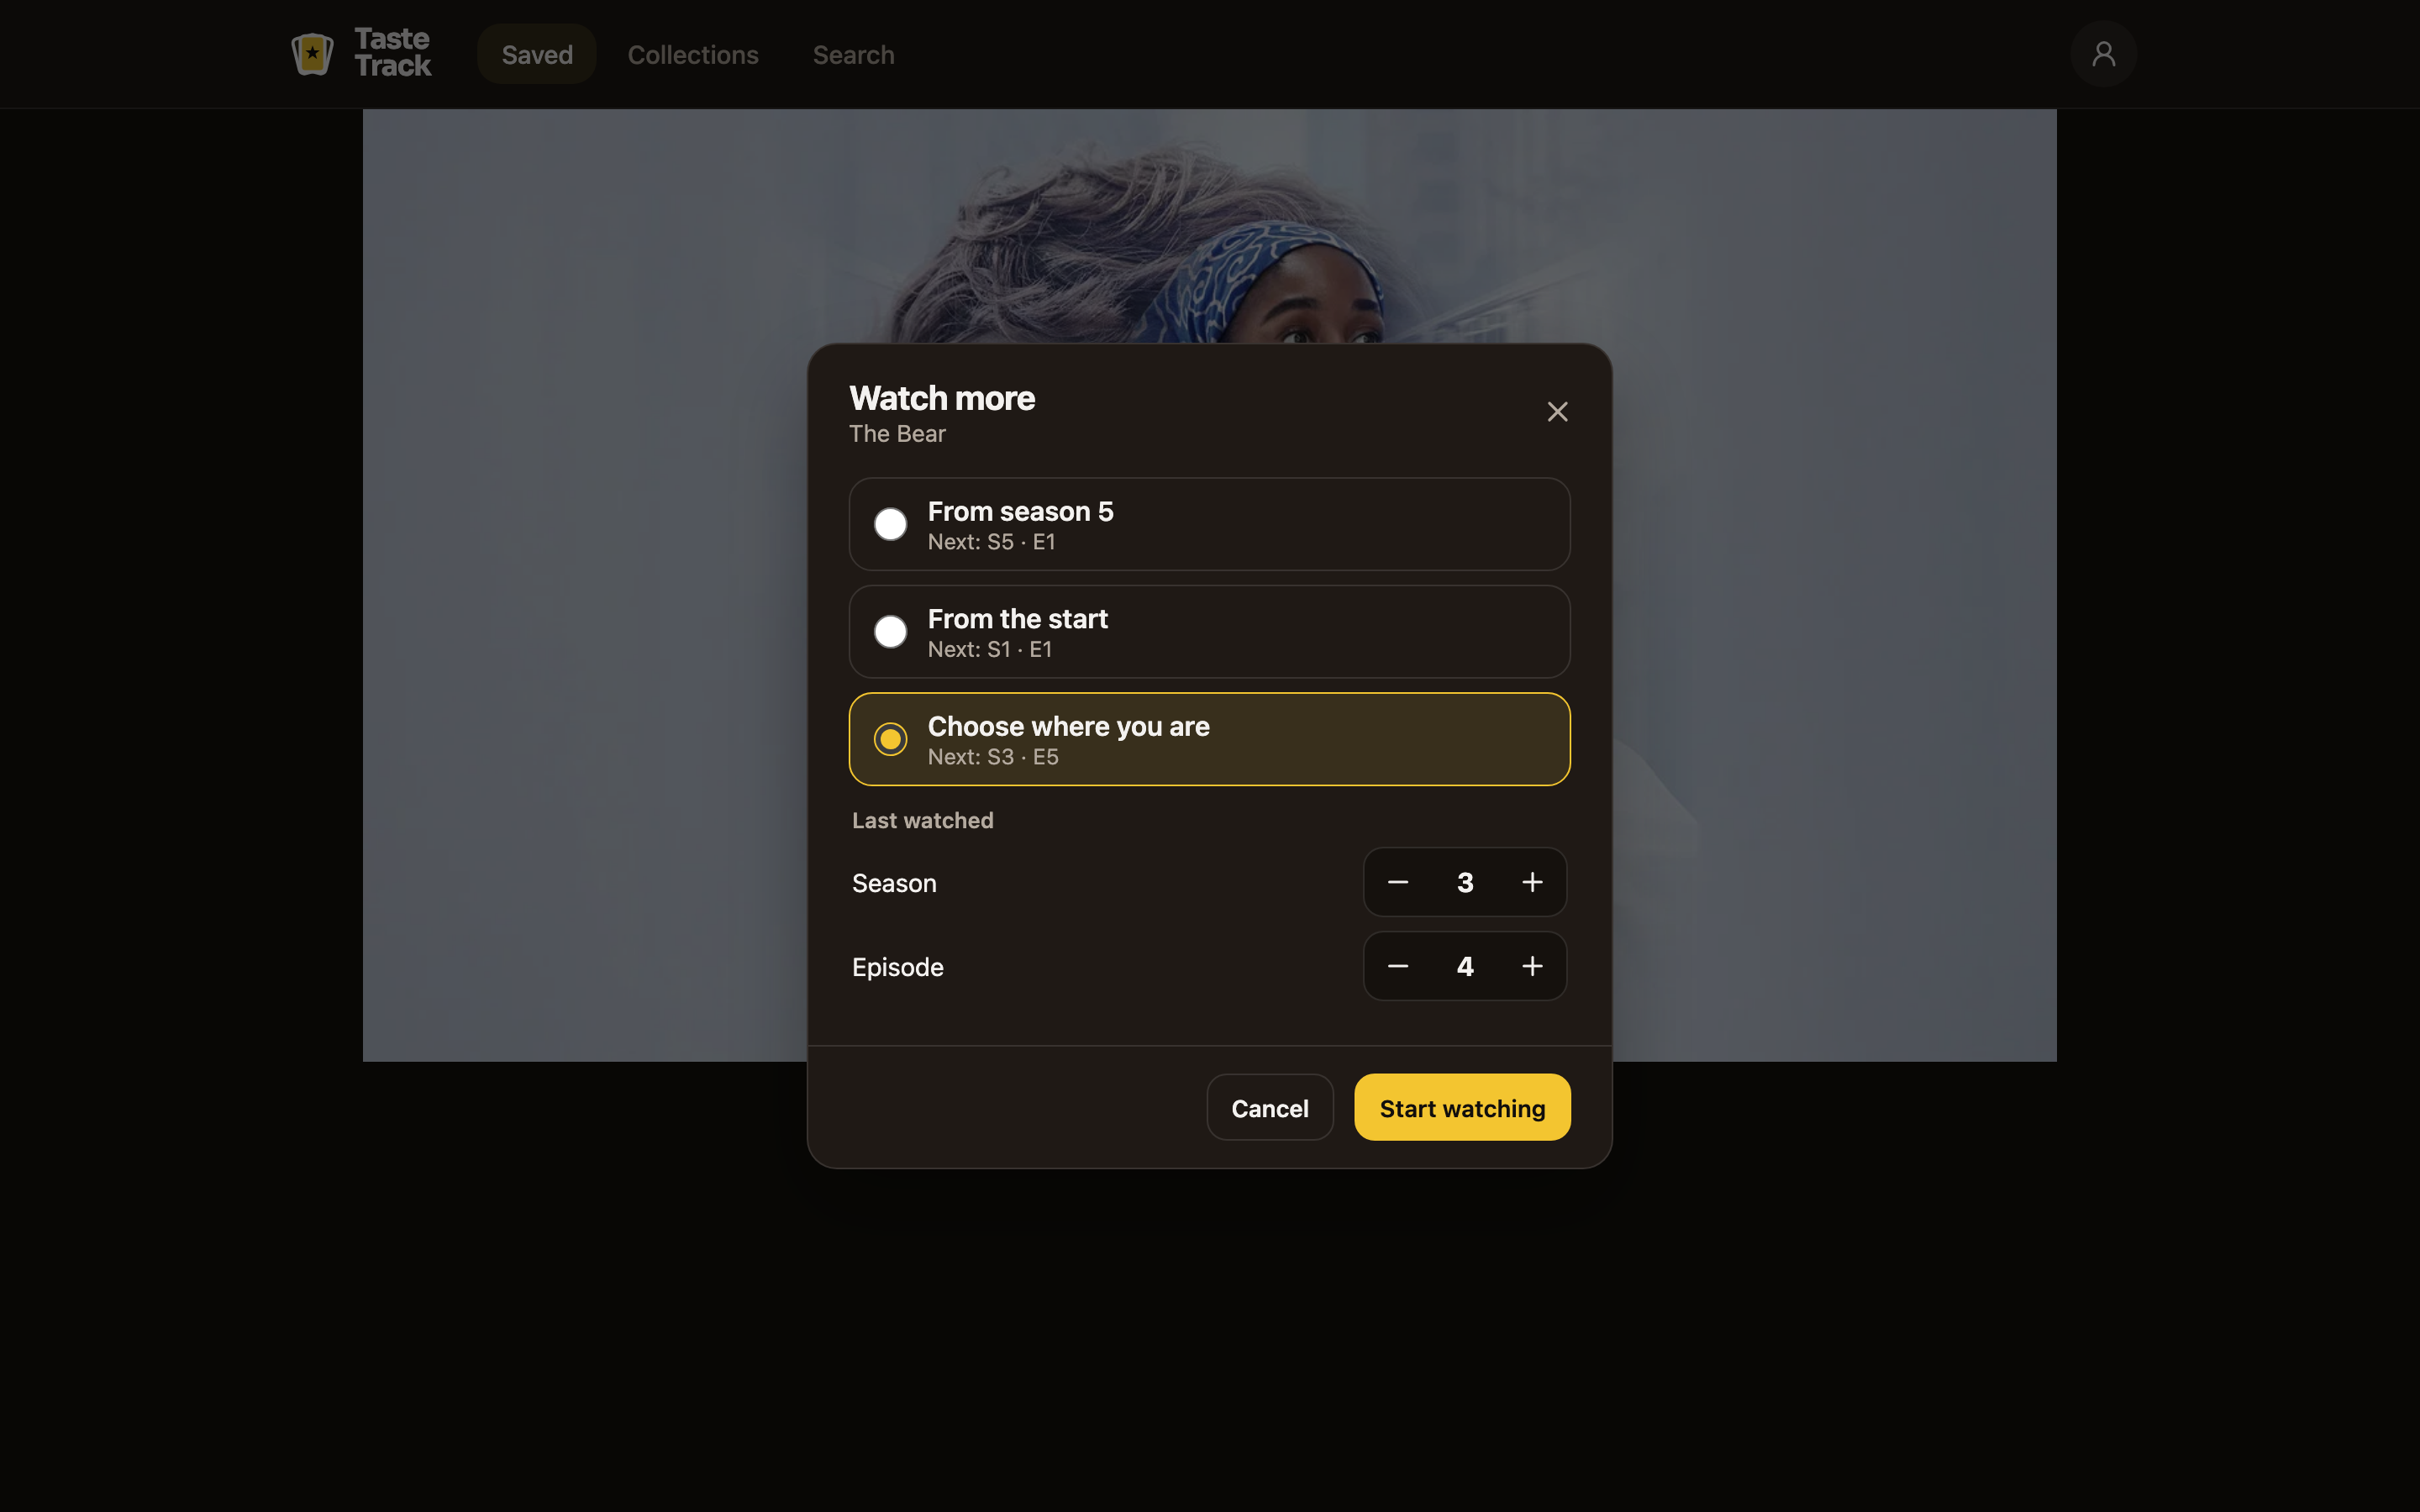 Taste
Track
Saved
Collections
Search
Watch more
The Bear
From season 5
Next: S5 · E1
From the start
Next: S1 · E1
Choose where you are
Next: S3 · E5
Last watched
Season
3
Episode
4
Cancel
Start watching